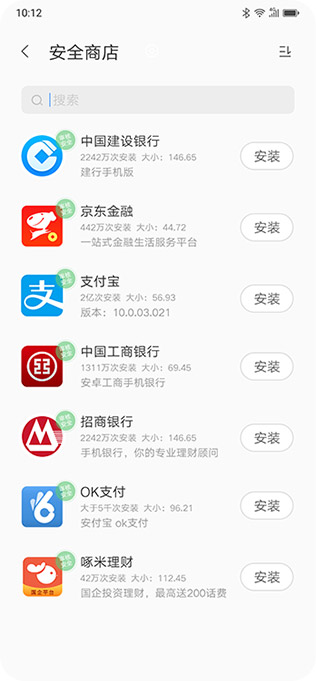 10:12
安全商店
搜索
中国建设银行
2242万次安装 大小：146.65
建行手机版
安装
京东金融
442万次安装 大小：44.72
一站式金融生活服务平台
安装
支付宝
2亿次安装 大小：56.93
版本：10.0.03.021
安装
中国工商银行
1311万次安装 大小：69.45
安卓工商手机银行
安装
招商银行
2242万次安装 大小：146.65
手机银行，你的专业理财顾问
安装
OK支付
大于5千次安装 大小：96.21
安付宝 ok支付
安装
啄米理财
42万次安装 大小：112.45
国企投资理财，最高送200话费
安装
支
国企平台